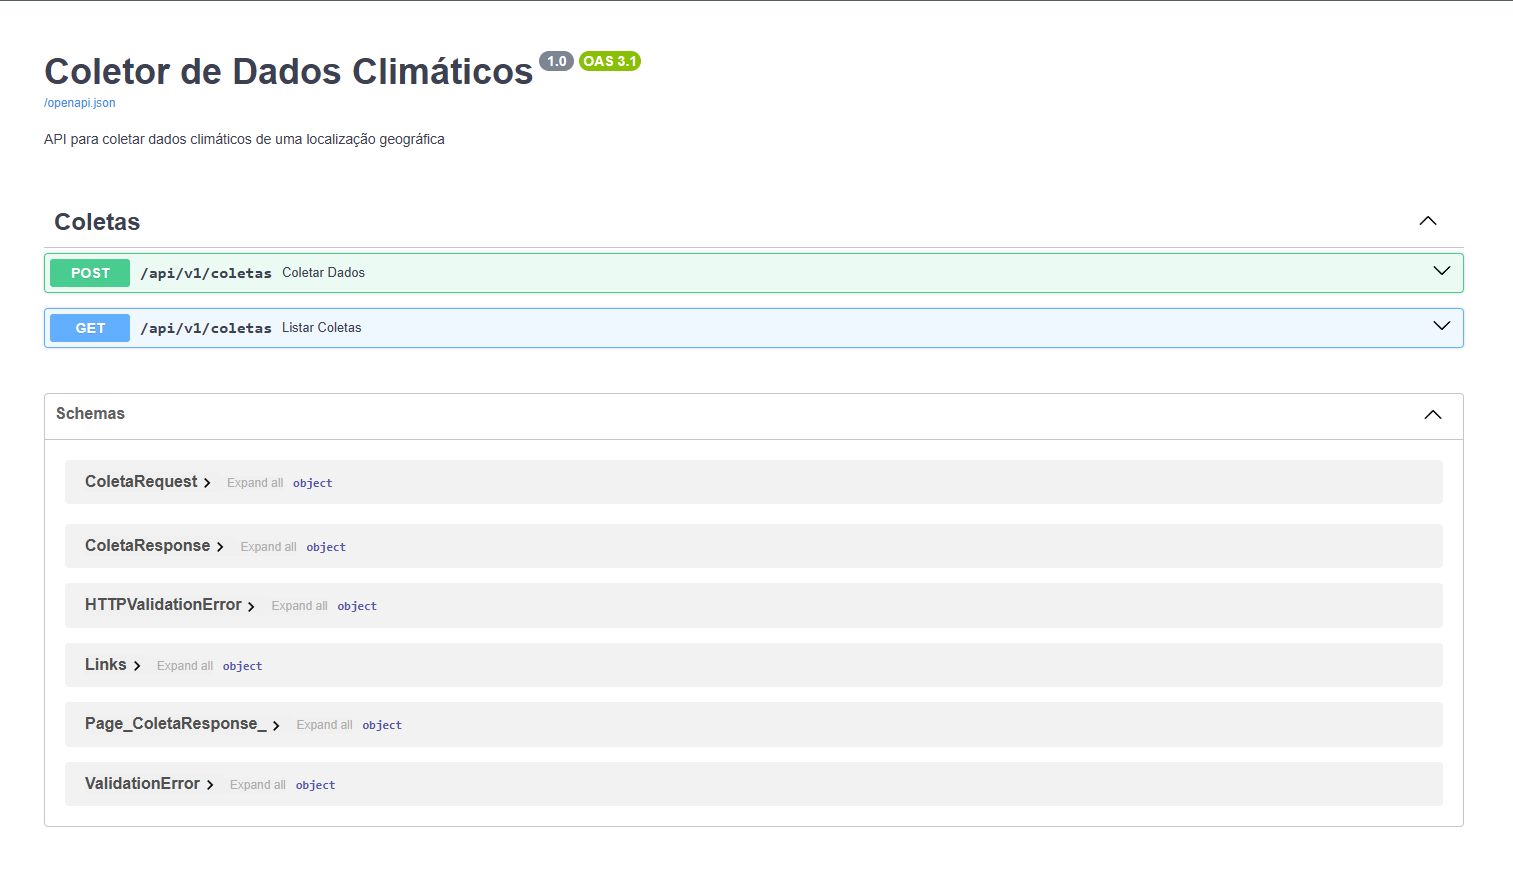 Coletor de Dados Climáticos 1.0 OAS 3.1
/openapi.json
API para coletar dados climáticos de uma localização geográfica
Coletas
POST /api/v1/coletas Coletar Dados
GET /api/v1/coletas Listar Coletas
Schemas
ColetaRequest Expand all object
ColetaResponse Expand all object
HTTPValidationError Expand all object
Links Expand all object
Page_ColetaResponse_ Expand all object
ValidationError Expand all object